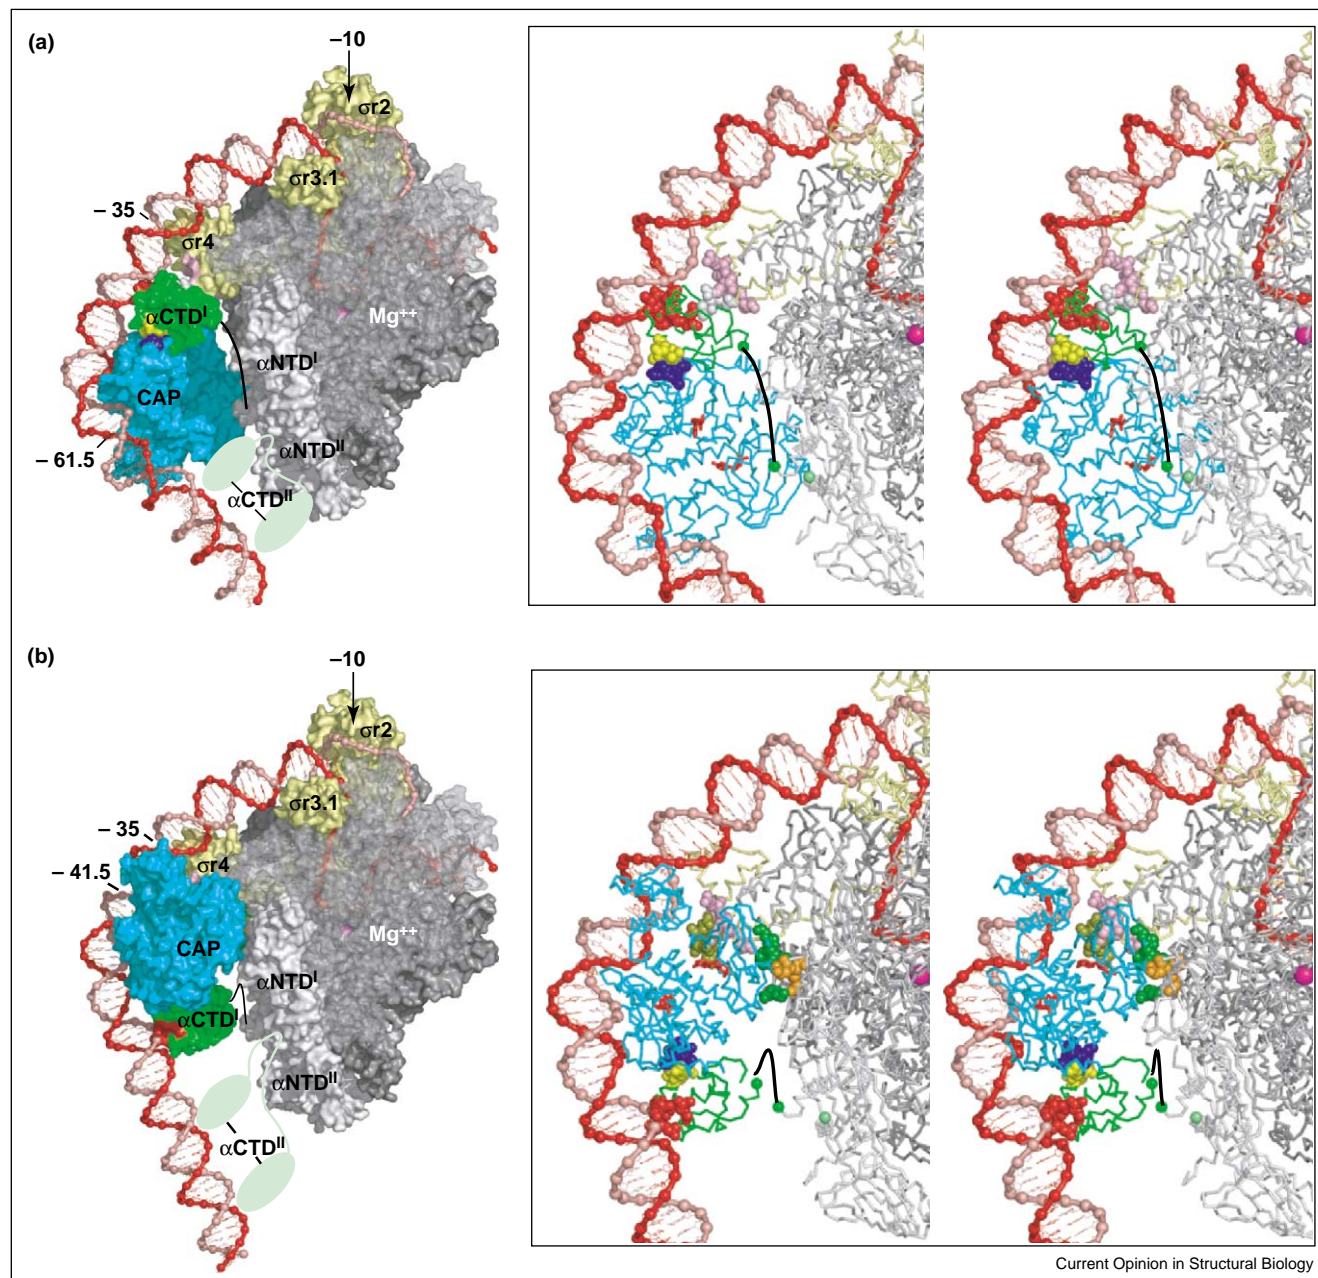 (a)
–10
σr2
σr3.1
– 35
σr4
αCTDᴵ
Mg⁺⁺
αNTDᴵ
CAP
αNTDᴵᴵ
– 61.5
αCTDᴵᴵ
(b)
–10
σr2
σr3.1
– 35
σr4
– 41.5
Mg⁺⁺
CAP
αNTDᴵ
αCTDᴵ
αNTDᴵᴵ
αCTDᴵᴵ
Current Opinion in Structural Biology